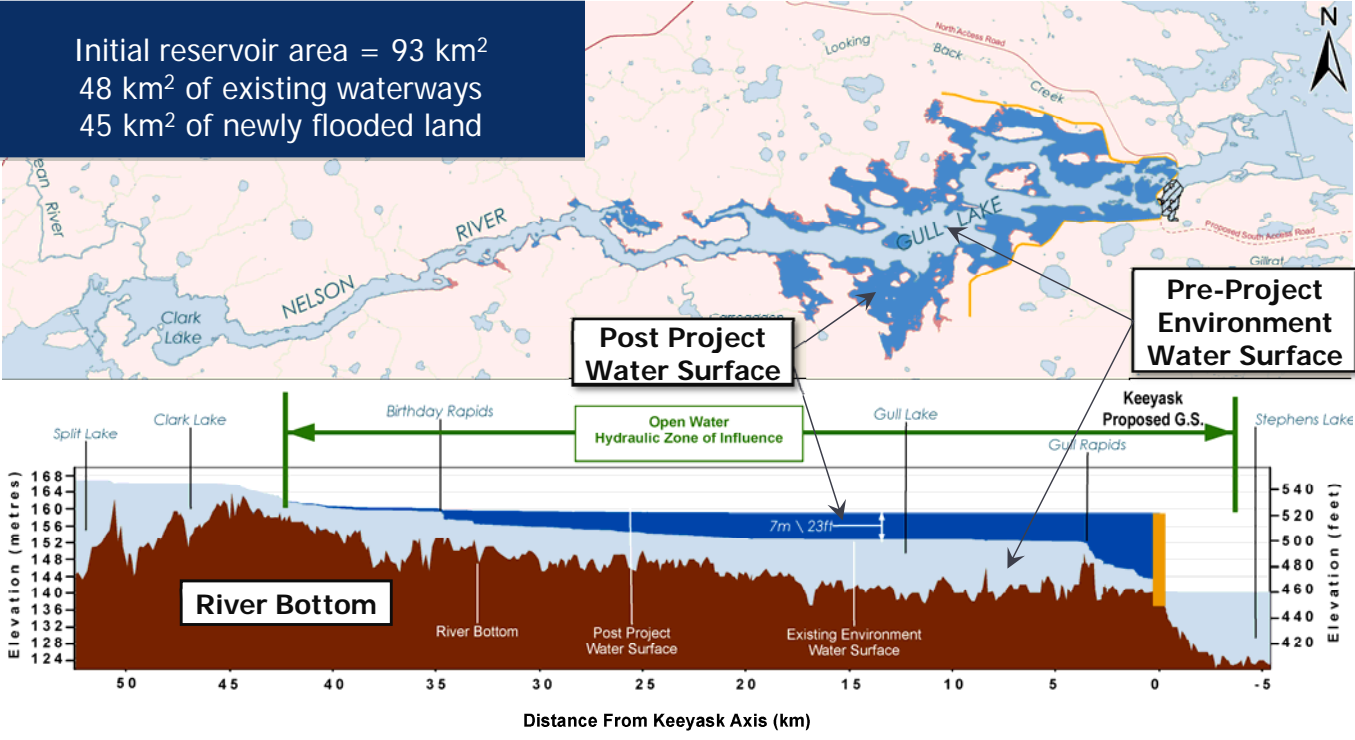 Initial reservoir area = 93 km²
48 km² of existing waterways
45 km² of newly flooded land
North Access Road
Looking Back Creek
N
ean
River
RIVER
NELSON
GULL LAKE
Clark
Lake
Proposed South Access Road
Gillrat
Post Project
Water Surface
Pre-Project
Environment
Water Surface
Split Lake
Clark Lake
Birthday Rapids
Open Water
Hydraulic Zone of Influence
Gull Lake
Keeyask
Proposed G.S.
Gull Rapids
Stephens Lake
Elevation (metres)
168
164
160
156
152
148
144
140
136
132
128
124
7m \ 23ft
River Bottom
River Bottom
Post Project
Water Surface
Existing Environment
Water Surface
540
520
500
480
460
440
420
Elevation (feet)
50 45 40 35 30 25 20 15 10 5 0 -5
Distance From Keeyask Axis (km)